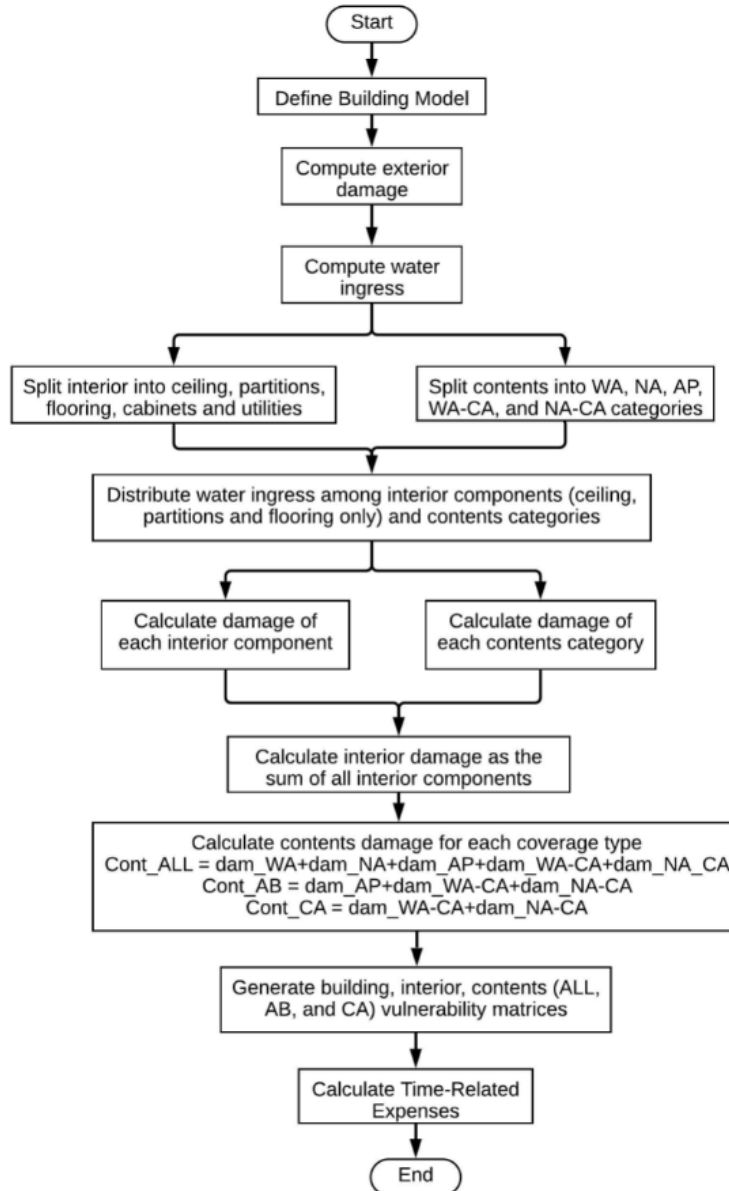 Start
Define Building Model
Compute exterior
damage
Compute water
ingress
Split interior into ceiling, partitions,
flooring, cabinets and utilities
Split contents into WA, NA, AP,
WA-CA, and NA-CA categories
Distribute water ingress among interior components (ceiling,
partitions and flooring only) and contents categories
Calculate damage of
each interior component
Calculate damage of
each contents category
Calculate interior damage as the
sum of all interior components
Calculate contents damage for each coverage type
Cont_ALL = dam_WA+dam_NA+dam_AP+dam_WA-CA+dam_NA_CA
Cont_AB = dam_AP+dam_WA-CA+dam_NA-CA
Cont_CA = dam_WA-CA+dam_NA-CA
Generate building, interior, contents (ALL,
AB, and CA) vulnerability matrices
Calculate Time-Related
Expenses
End